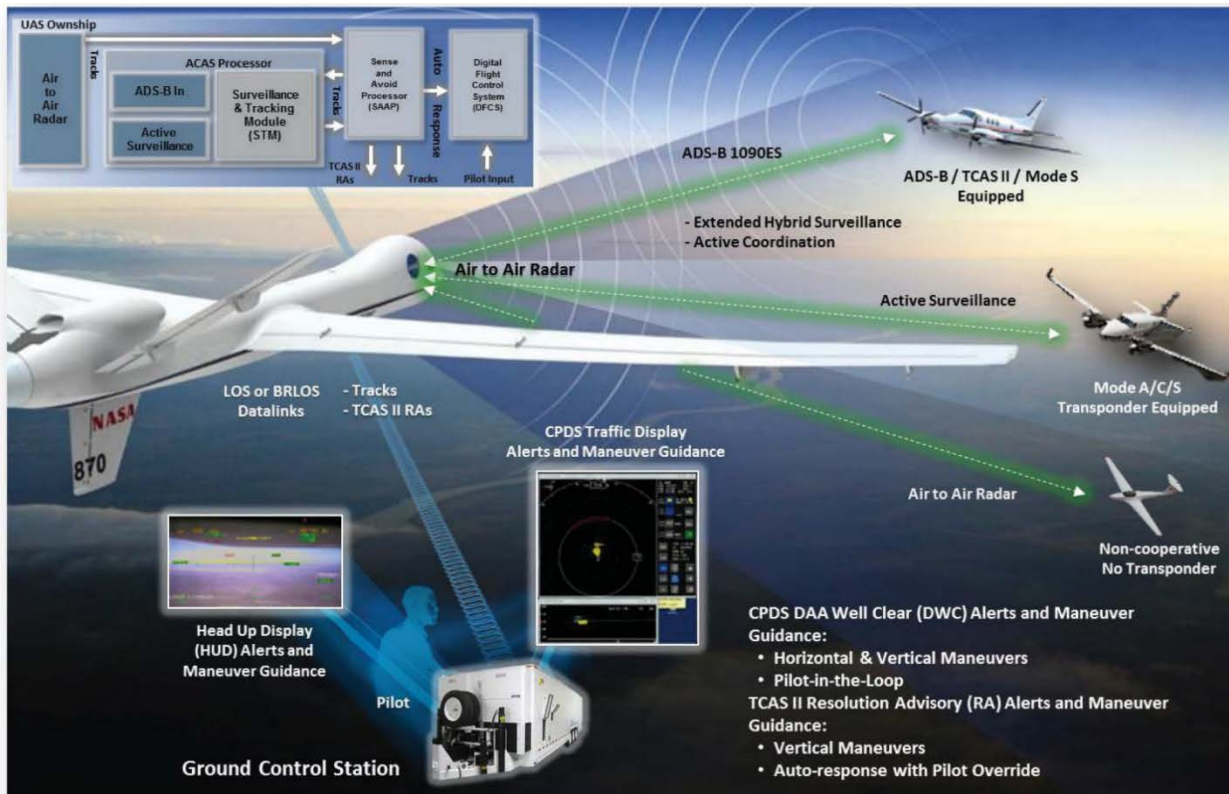 UAS Ownship
Air
to
Air
Radar
Tracks
ACAS Processor
ADS-B In
Active
Surveillance
Surveillance
& Tracking
Module
(STM)
Tracks
Sense
and
Avoid
Processor
(SAAP)
Auto
Response
Digital
Flight
Control
System
(DFCS)
TCAS II
RAs
Tracks
Pilot Input
ADS-B 1090ES
ADS-B / TCAS II / Mode S
Equipped
- Extended Hybrid Surveillance
- Active Coordination
Air to Air Radar
Active Surveillance
Mode A/C/S
Transponder Equipped
LOS or BRLOS
Datalinks
- Tracks
- TCAS II RAs
NASA
870
CPDS Traffic Display
Alerts and Maneuver Guidance
Air to Air Radar
Non-cooperative
No Transponder
Head Up Display
(HUD) Alerts and
Maneuver Guidance
Pilot
Ground Control Station
CPDS DAA Well Clear (DWC) Alerts and Maneuver
Guidance:
• Horizontal & Vertical Maneuvers
• Pilot-in-the-Loop
TCAS II Resolution Advisory (RA) Alerts and Maneuver
Guidance:
• Vertical Maneuvers
• Auto-response with Pilot Override